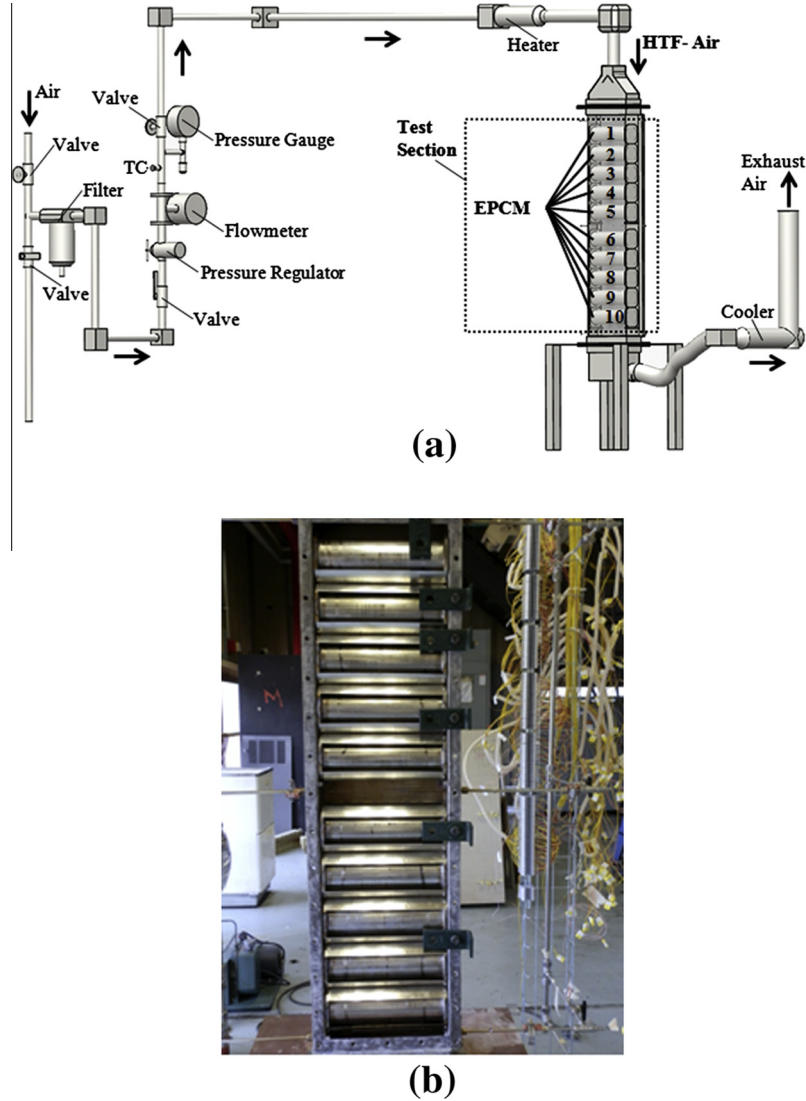 Air
Valve
Filter
Valve
Valve
TC
Pressure Gauge
Flowmeter
Pressure Regulator
Valve
Heater
HTF- Air
Test
Section
EPCM
1
2
3
4
5
6
7
8
9
10
Exhaust
Air
Cooler
(a)
M
(b)